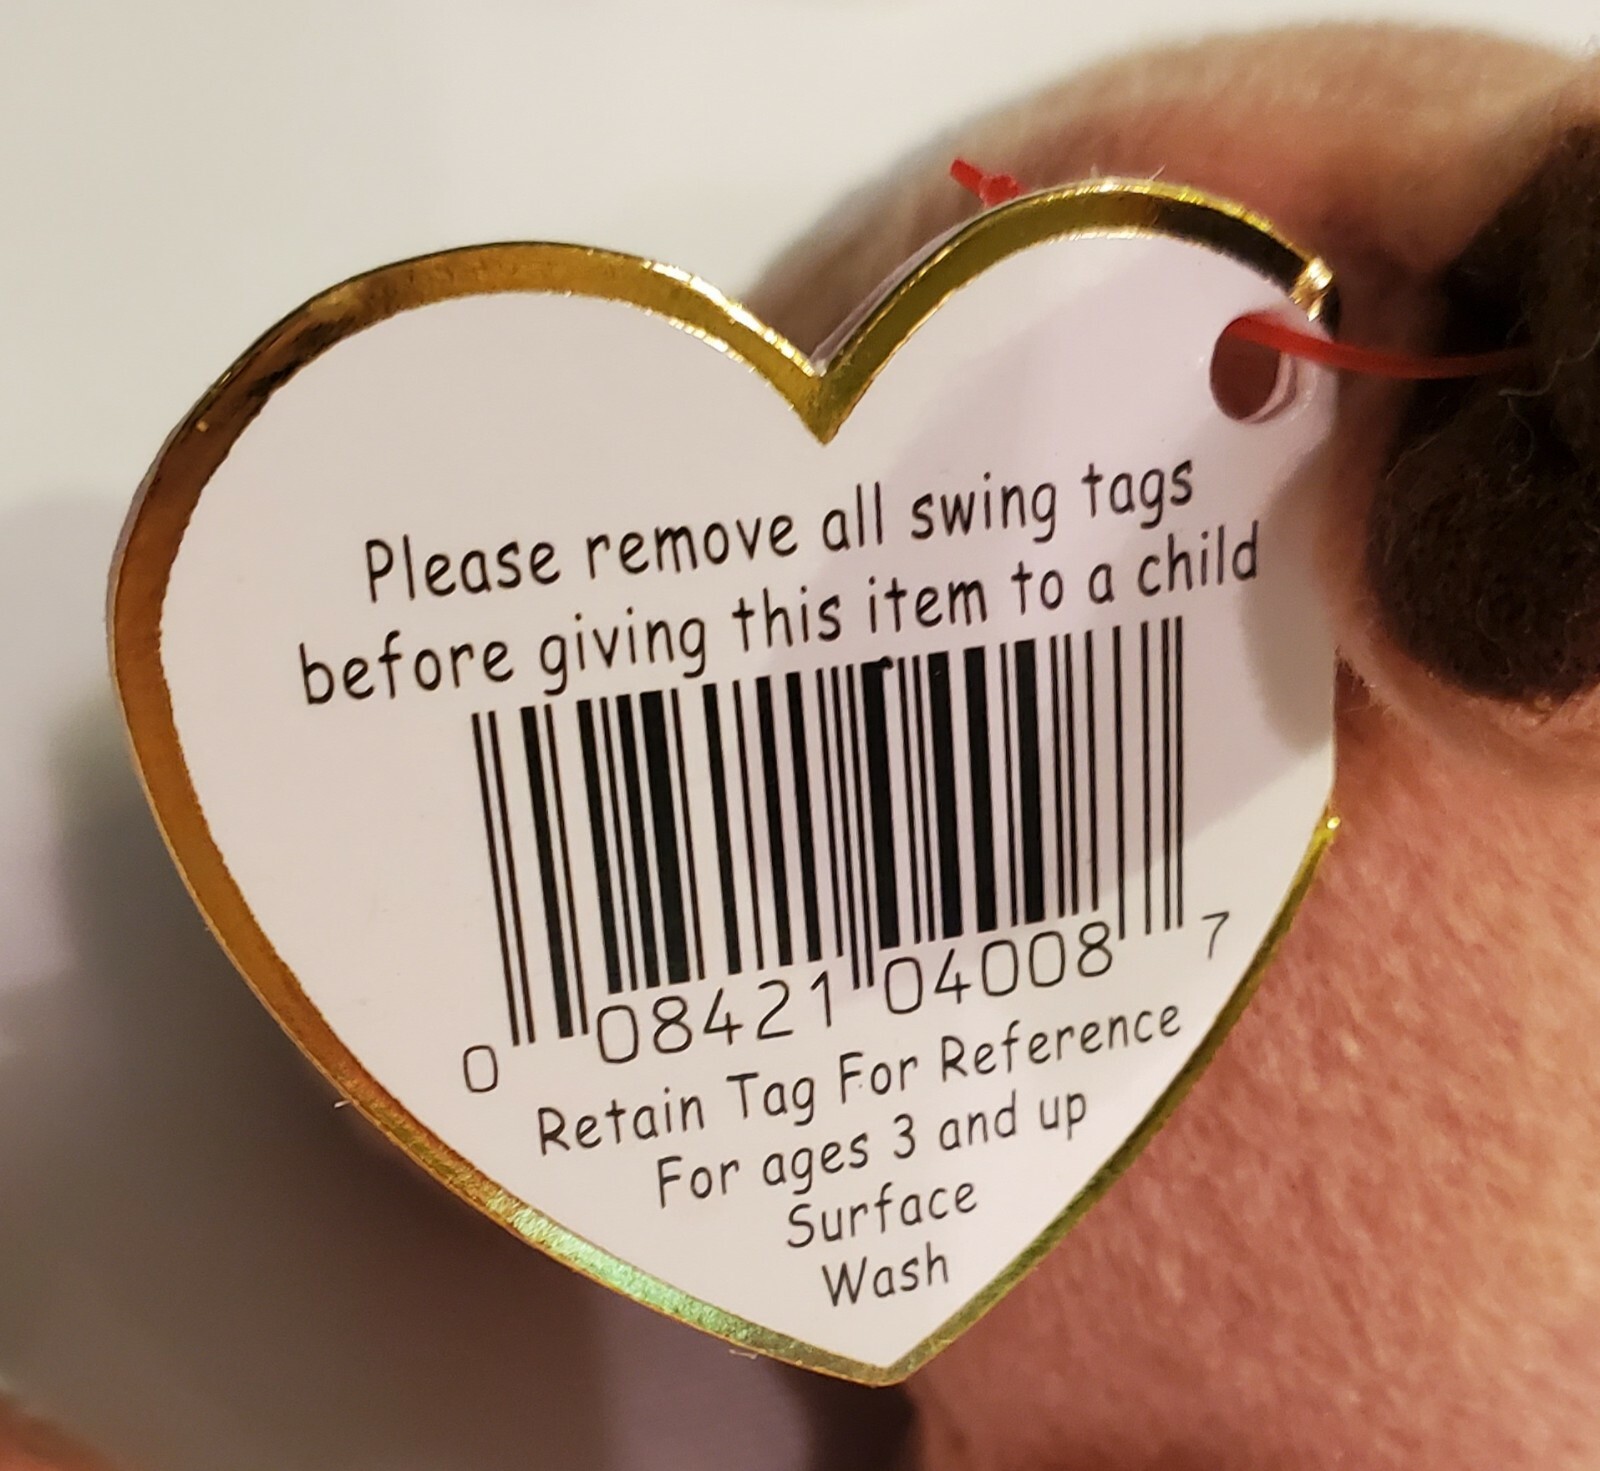 Please remove all swing tags
before giving this item to a child
0 08421 04008 7
Retain Tag For Reference
For ages 3 and up
Surface
Wash